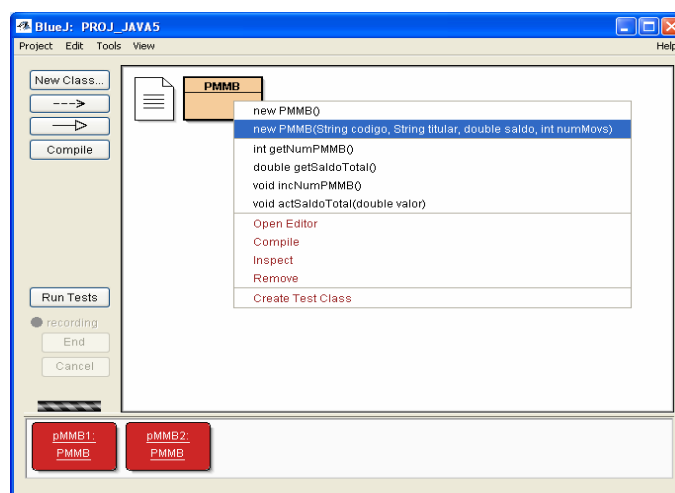 BlueJ: PROJ_JAVA5
Project Edit Tools View Help
New Class...
--->
Compile
PMMB
new PMMB()
new PMMB(String codigo, String titular, double saldo, int numMovs)
int getNumPMMB()
double getSaldoTotal()
void incNumPMMB()
void actSaldoTotal(double valor)
Open Editor
Compile
Inspect
Remove
Create Test Class
Run Tests
recording
End
Cancel
pMMB1:
PMMB
pMMB2:
PMMB